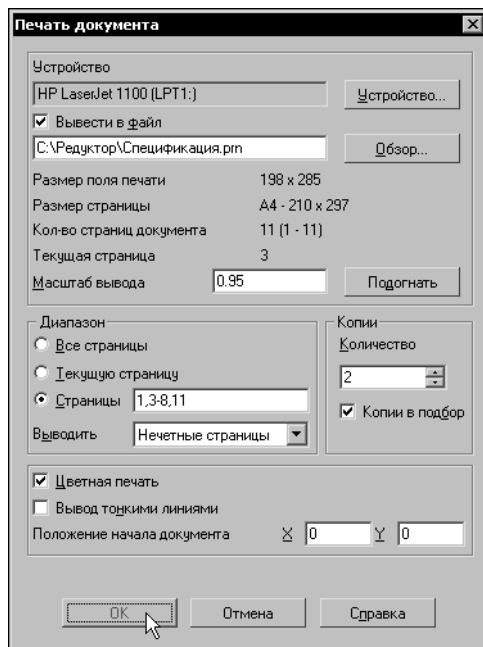 Печать документа
Устройство
HP LaserJet 1100 (LPT1:)
Устройство...
Вывести в файл
C:\Редуктор\Спецификация.prn
Обзор...
Размер поля печати 198 x 285
Размер страницы A4 - 210 x 297
Кол-во страниц документа 11 (1 - 11)
Текущая страница 3
Масштаб вывода 0.95 Подогнать
Диапазон
Все страницы
Текущую страницу
Страницы 1,3-8,11
Выводить Нечетные страницы
Копии
Количество
2
Копии в подбор
Цветная печать
Вывод тонкими линиями
Положение начала документа X 0 Y 0
OK Отмена Справка